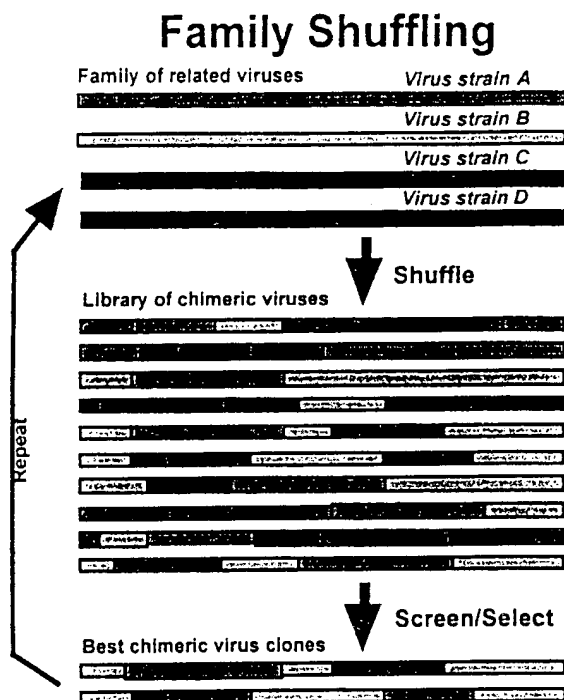 Family Shuffling
Family of related viruses
Virus strain A
Virus strain B
Virus strain C
Virus strain D
Shuffle
Library of chimeric viruses
Repeat
Screen/Select
Best chimeric virus clones